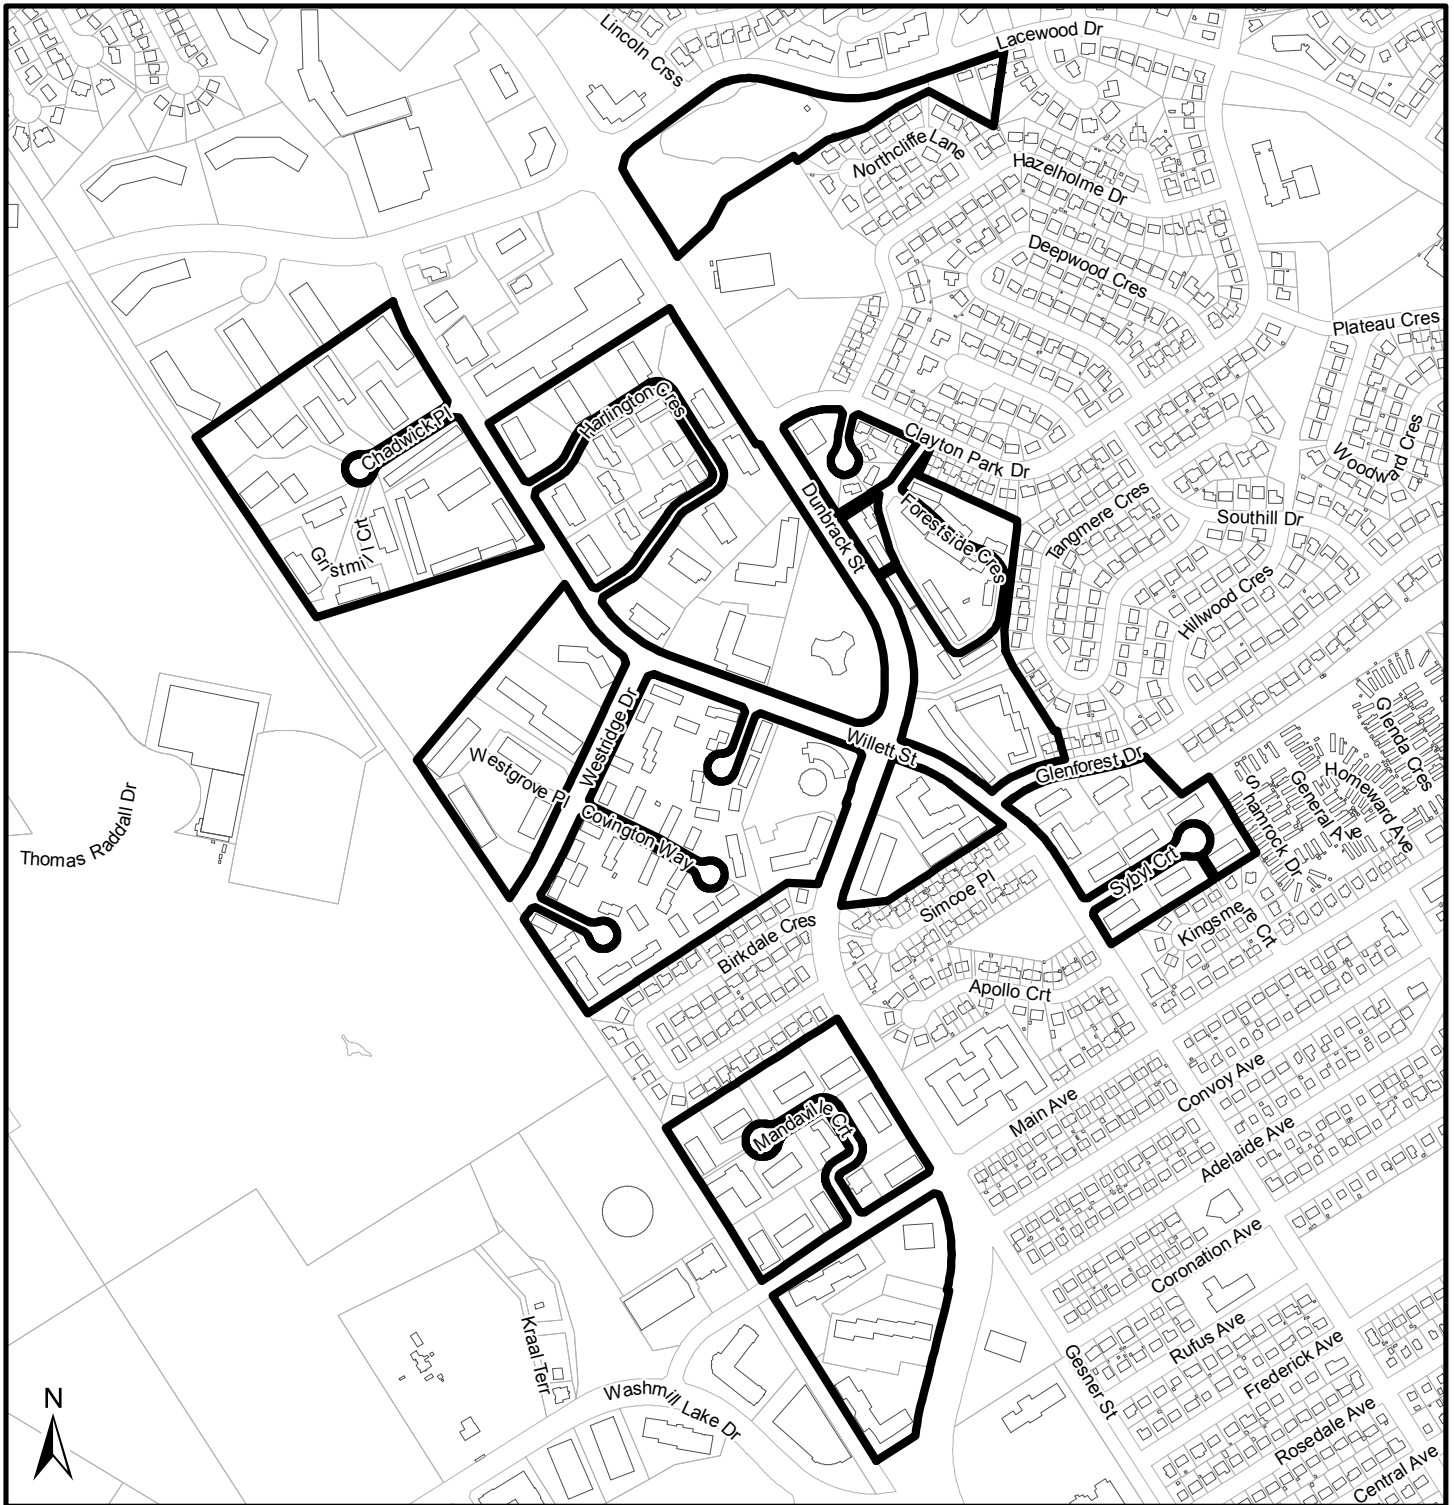 Lincoln Crss
Lacewood Dr
Northcliffe Lane
Hazelholme Dr
Deepwood Cres
Plateau Cres
Harlington Cres
Chadwick Pl
Clayton Park Dr
Woodward Cres
Dunbrack St
Forestside Cres
Tangmere Cres
Southill Dr
Gristmill Crt
Hillwood Cres
Westridge Dr
Willett St
Glenforest Dr
Glenda Cres
Westgrove Pl
Homeward Ave
General Ave
Shamrock Dr
Covington Way
Thomas Raddall Dr
Sybyl Crt
Simcoe Pl
Kingsmere Crt
Birkdale Cres
Apollo Crt
Convoy Ave
Main Ave
Mandaville Crt
Adelaide Ave
Coronation Ave
Kraal Terr
Rufus Ave
Frederick Ave
Gesner St
Washmill Lake Dr
Rosedale Ave
Central Ave
N